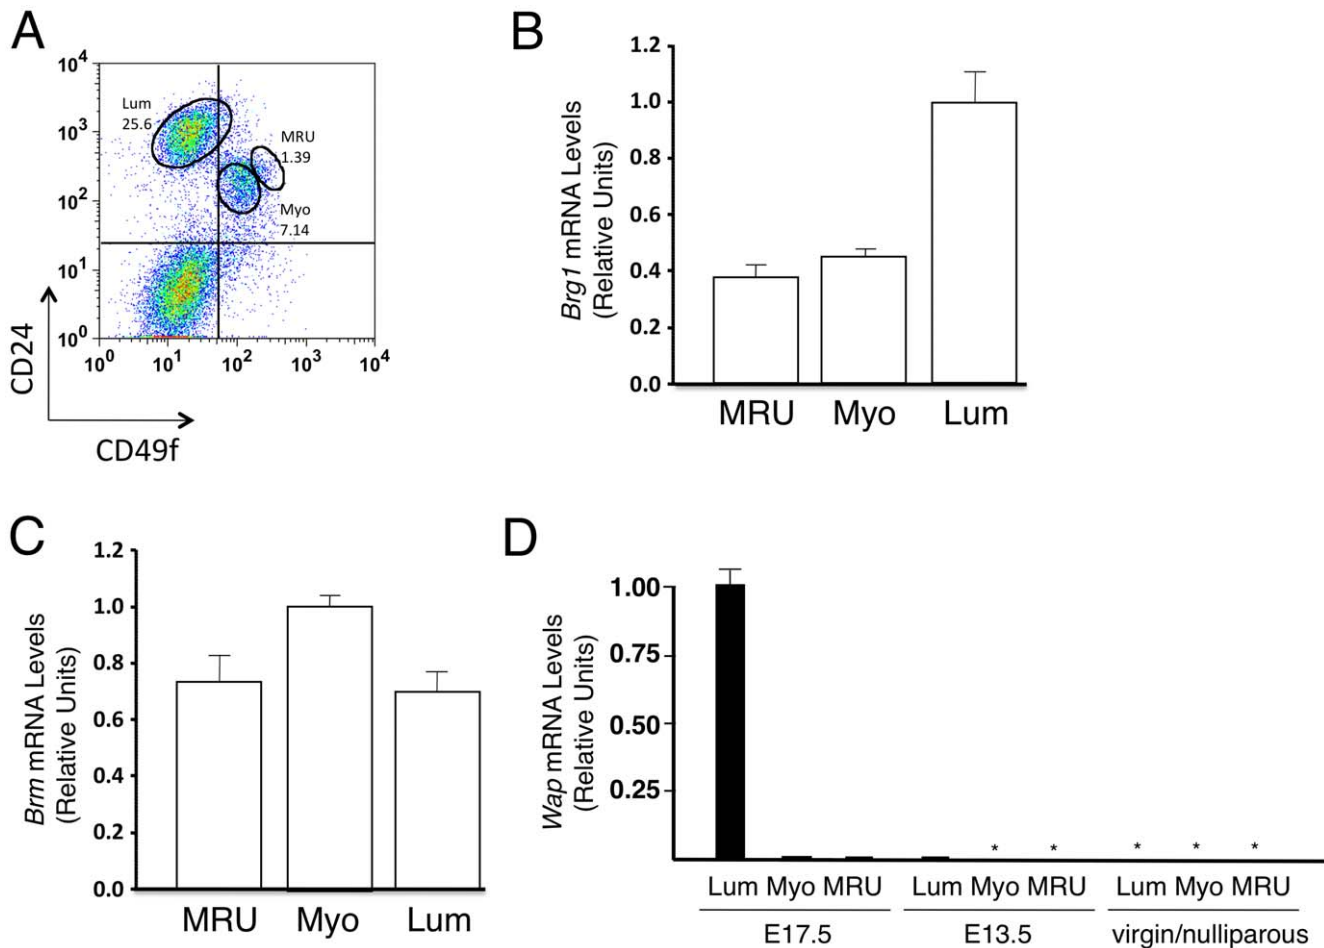 A
10^4
10^3
10^2
10^1
10^0
Lum
25.6
MRU
1.39
Myo
7.14
10^0 10^1 10^2 10^3 10^4
CD24
CD49f
B
Brg1 mRNA Levels
(Relative Units)
1.2
1.0
0.8
0.6
0.4
0.2
0.0
MRU Myo Lum
C
Brm mRNA Levels
(Relative Units)
1.2
1.0
0.8
0.6
0.4
0.2
0.0
MRU Myo Lum
D
Wap mRNA Levels
(Relative Units)
1.00
0.75
0.50
0.25
* * * * *
Lum Myo MRU Lum Myo MRU Lum Myo MRU
E17.5 E13.5 virgin/nulliparous